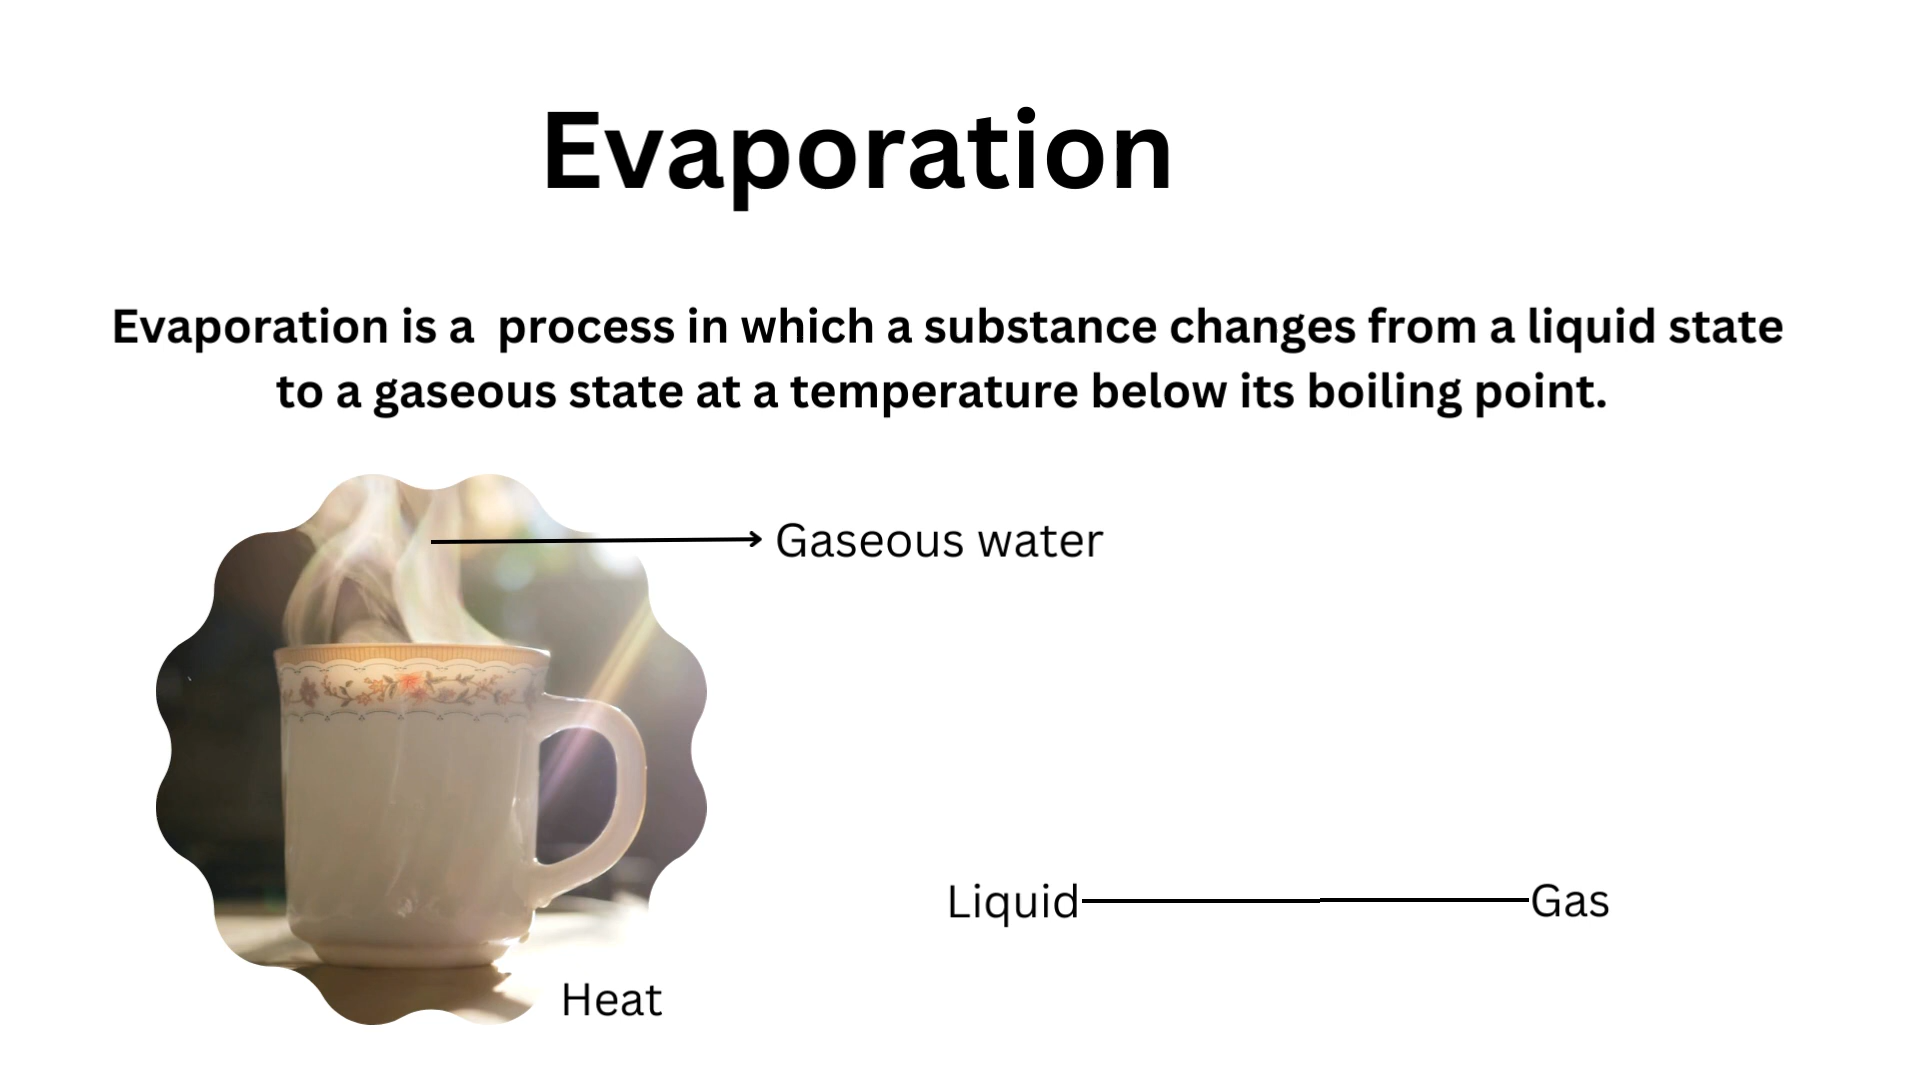 Evaporation
Evaporation is a  process in which a substance changes from a liquid state
to a gaseous state at a temperature below its boiling point.
Gaseous water
Liquid
Gas
Heat